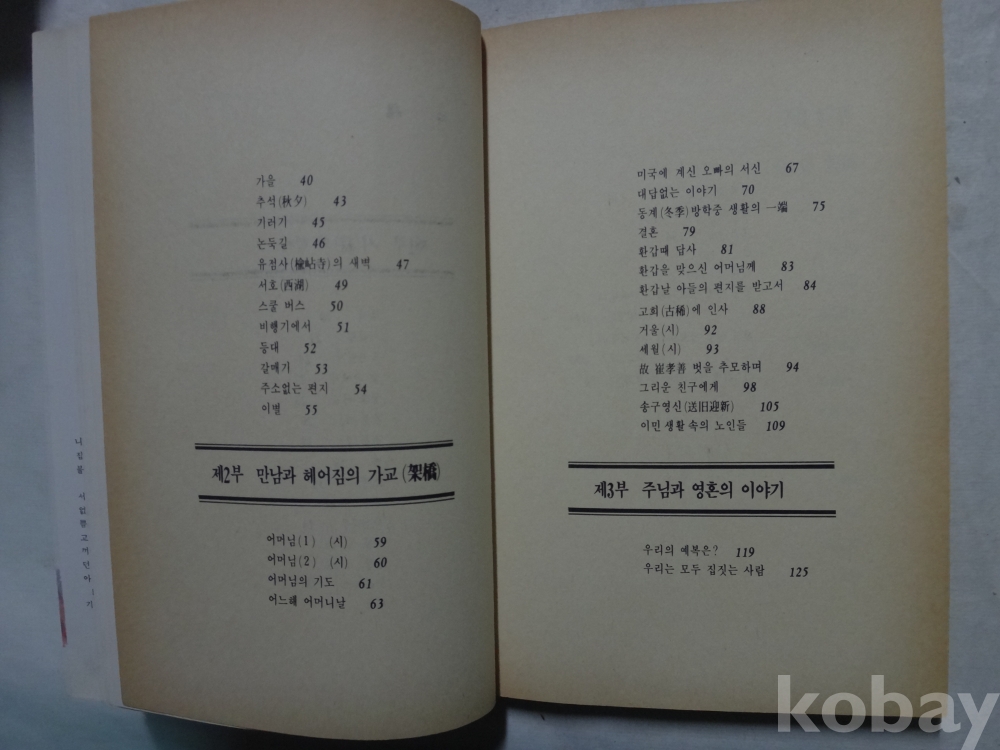 가을 40
추석(秋夕) 43
기러기 45
논둑길 46
유점사(楡岾寺)의 새벽 47
서호(西湖) 49
스쿨 버스 50
비행기에서 51
등대 52
갈매기 53
주소없는 편지 54
이별 55
제2부 만남과 헤어짐의 가교(架橋)
어머님(1) (시) 59
어머님(2) (시) 60
어머님의 기도 61
어느해 어머니날 63
미국에 계신 오빠의 서신 67
대답없는 이야기 70
동계(冬季)방학중 생활의 一端 75
결혼 79
환갑때 답사 81
환갑을 맞으신 어머님께 83
환갑날 아들의 편지를 받고서 84
고희(古稀)에 인사 88
거울(시) 92
세월(시) 93
故 崔孝善 벗을 추모하며 94
그리운 친구에게 98
송구영신(送旧迎新) 105
이민 생활 속의 노인들 109
제3부 주님과 영혼의 이야기
우리의 예복은? 119
우리는 모두 집짓는 사람 125
kobay